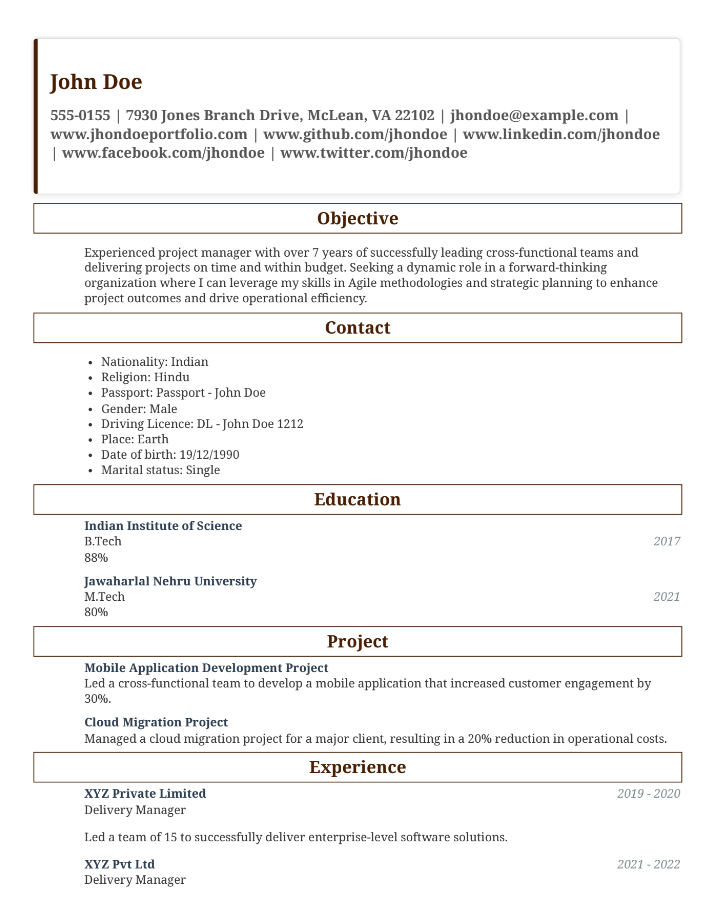 John Doe
555-0155 | 7930 Jones Branch Drive, McLean, VA 22102 | jhondoe@example.com |
www.jhondoeportfolio.com | www.github.com/jhondoe | www.linkedin.com/jhondoe
| www.facebook.com/jhondoe | www.twitter.com/jhondoe
Objective
Experienced project manager with over 7 years of successfully leading cross-functional teams and
delivering projects on time and within budget. Seeking a dynamic role in a forward-thinking
organization where I can leverage my skills in Agile methodologies and strategic planning to enhance
project outcomes and drive operational efficiency.
Contact
• Nationality: Indian
• Religion: Hindu
• Passport: Passport - John Doe
• Gender: Male
• Driving Licence: DL - John Doe 1212
• Place: Earth
• Date of birth: 19/12/1990
• Marital status: Single
Education
Indian Institute of Science
B.Tech 2017
88%
Jawaharlal Nehru University
M.Tech 2021
80%
Project
Mobile Application Development Project
Led a cross-functional team to develop a mobile application that increased customer engagement by
30%.
Cloud Migration Project
Managed a cloud migration project for a major client, resulting in a 20% reduction in operational costs.
Experience
XYZ Private Limited 2019 - 2020
Delivery Manager
Led a team of 15 to successfully deliver enterprise-level software solutions.
XYZ Pvt Ltd 2021 - 2022
Delivery Manager